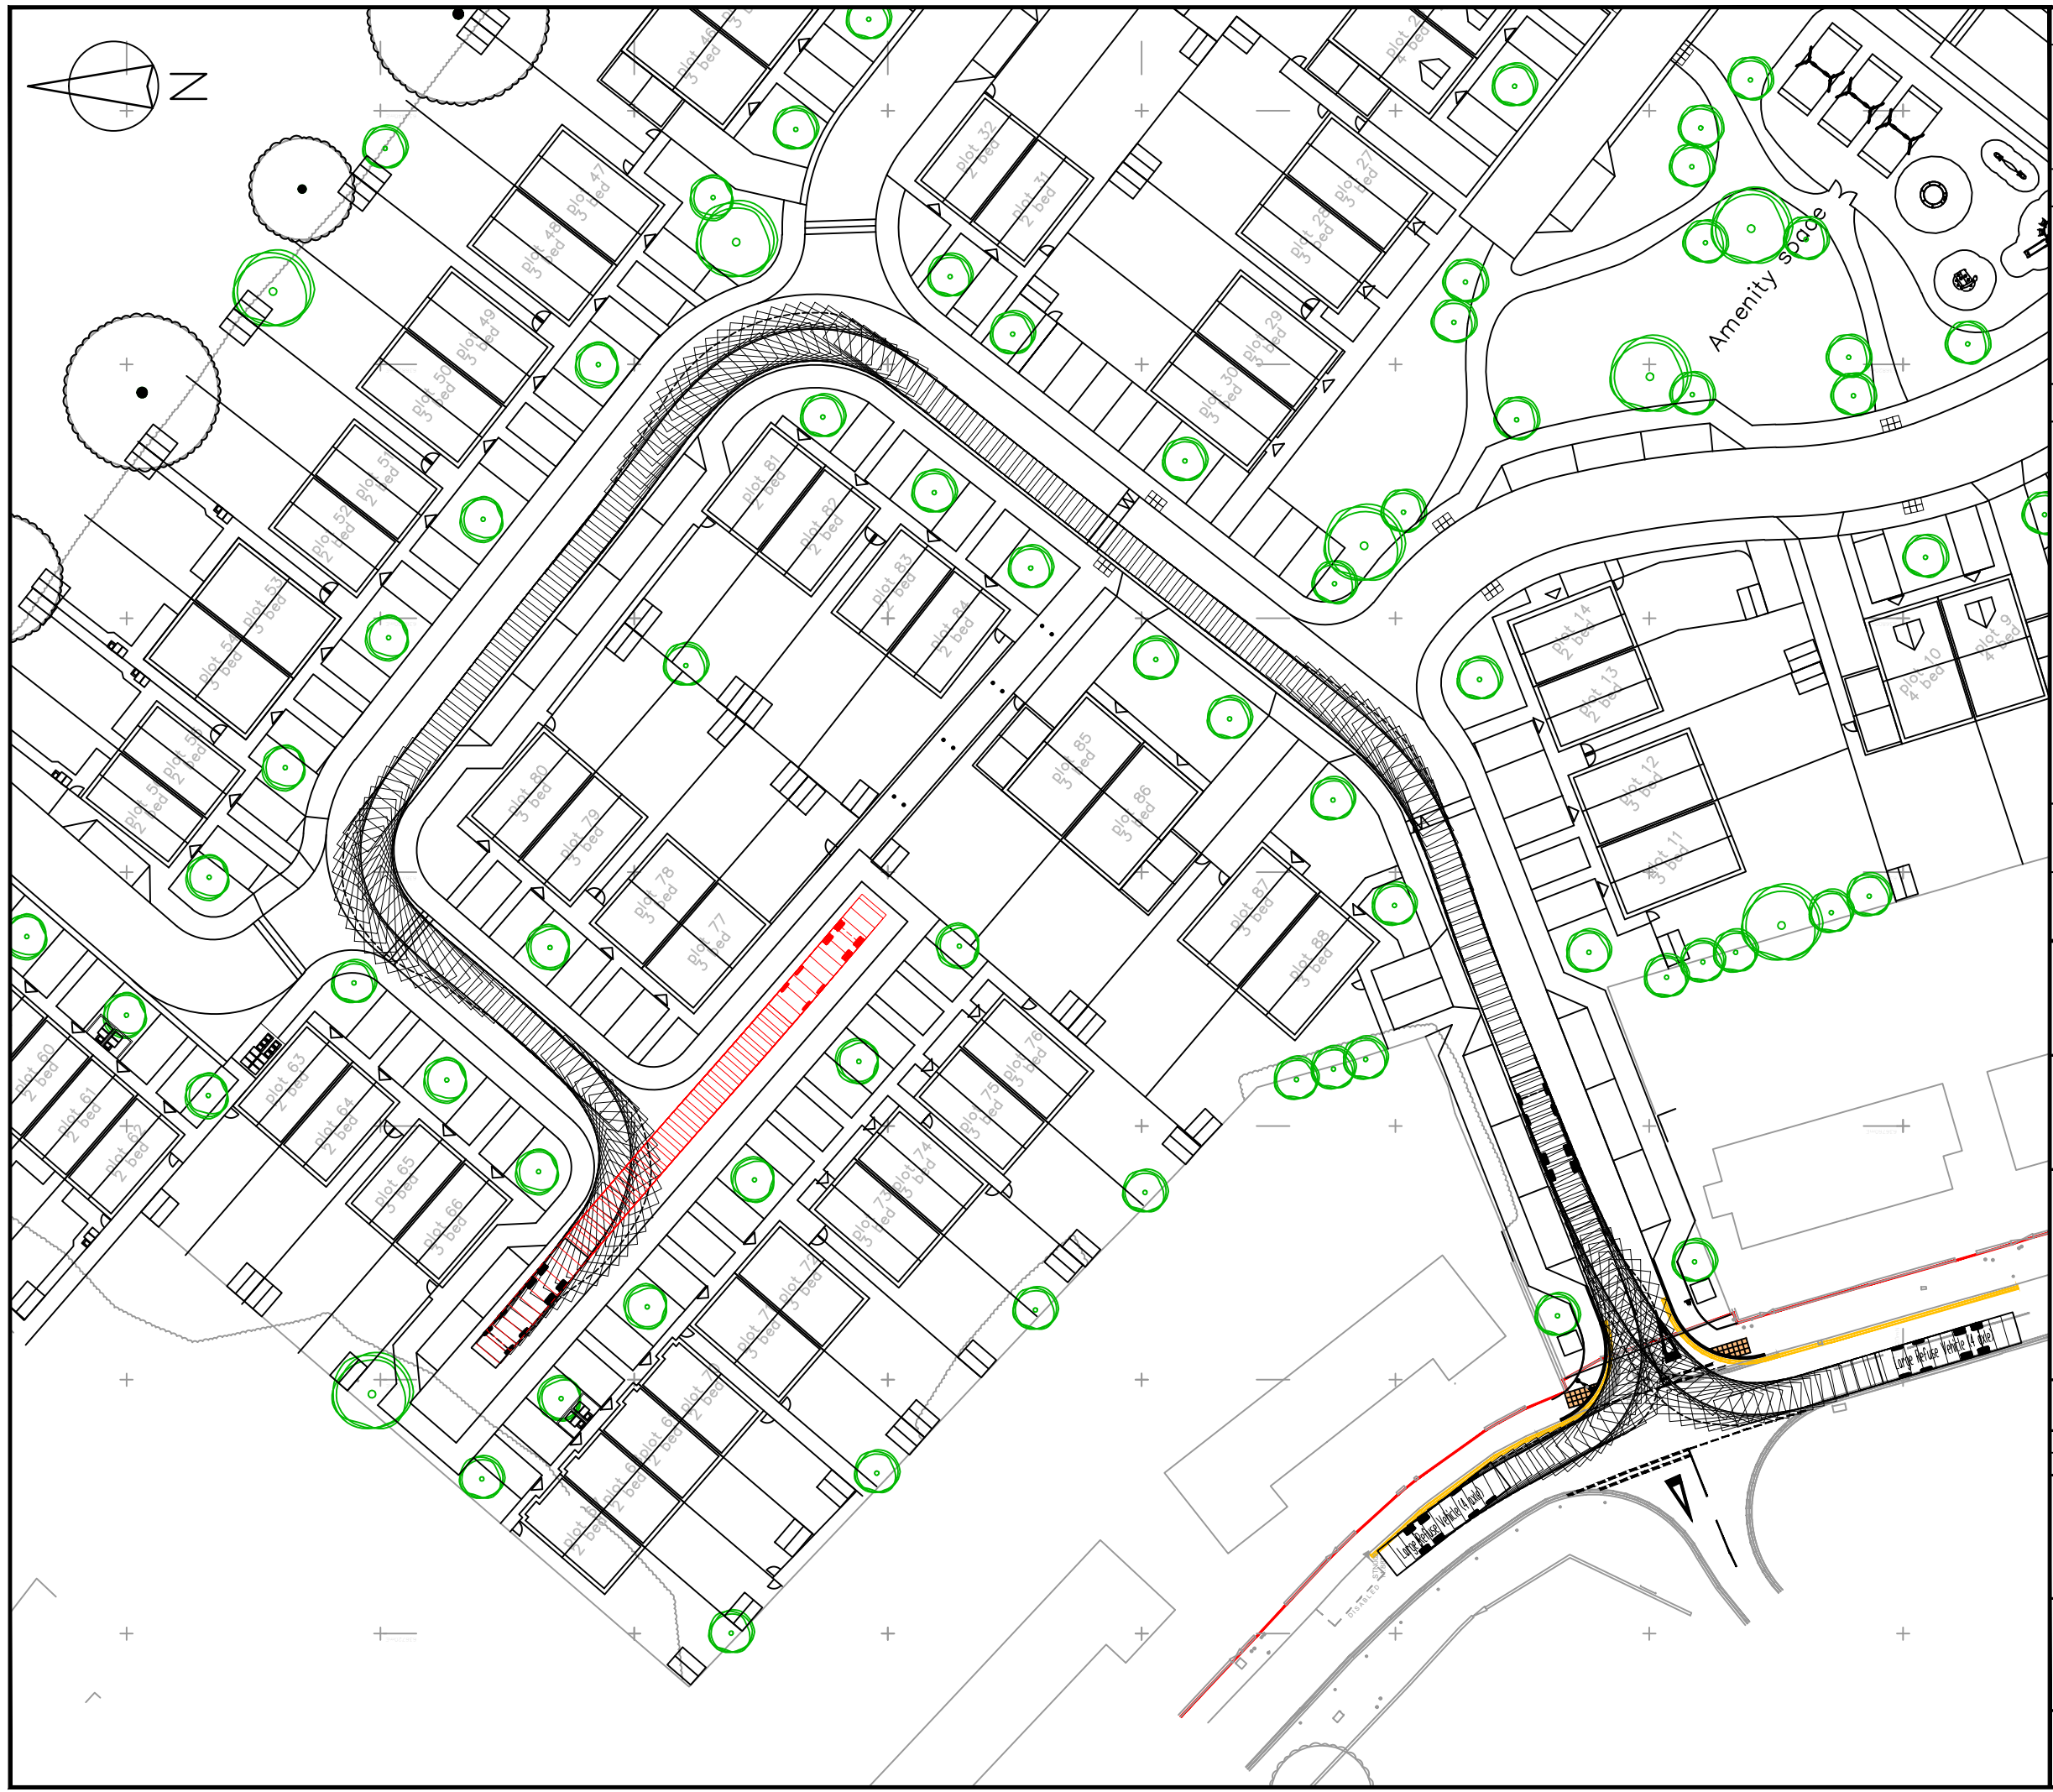 N
plot 46
3 bed
plot 47
3 bed
plot 48
3 bed
plot 49
3 bed
plot 50
3 bed
plot 51
2 bed
plot 52
2 bed
plot 53
3 bed
plot 54
3 bed
2 bed
2 bed
plot 32
2 bed
plot 31
2 bed
plot 27
3 bed
plot 28
3 bed
plot 29
3 bed
plot 30
3 bed
4 bed
Amenity space
plot 81
2 bed
plot 82
2 bed
plot 83
2 bed
plot 84
2 bed
plot 85
3 bed
plot 86
3 bed
plot 87
3 bed
plot 88
3 bed
plot 80
3 bed
plot 79
3 bed
plot 78
3 bed
plot 77
3 bed
plot 14
2 bed
plot 13
2 bed
plot 12
3 bed
plot 11
3 bed
plot 10
4 bed
plot 9
4 bed
plot 60
2 bed
plot 61
2 bed
plot 62
2 bed
plot 63
2 bed
plot 64
2 bed
plot 65
3 bed
plot 66
3 bed
plot 76
3 bed
plot 75
3 bed
plot 74
3 bed
plot 73
3 bed
plot 72
3 bed
3 bed
2 bed
2 bed
2 bed
Large Refuse Vehicle (4 axle)
Large Refuse Vehicle (4 axle)
DISABLED